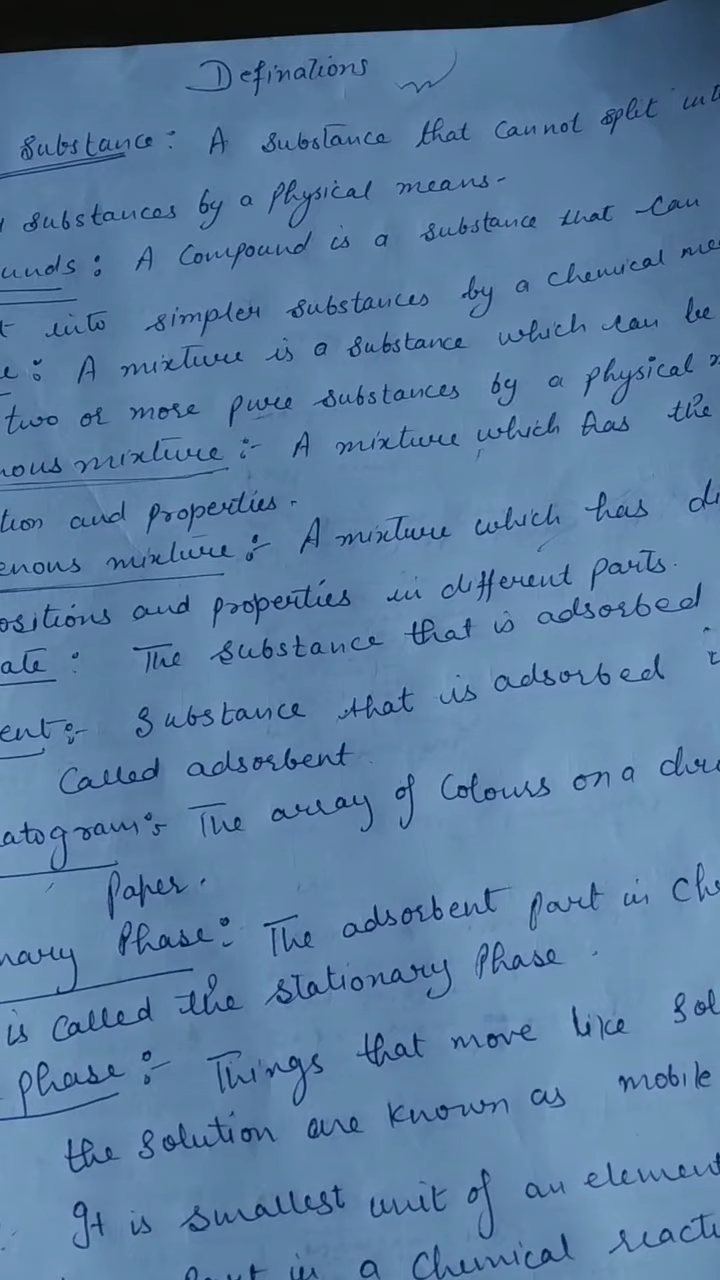 Definations
Substance: A substance that cannot split
substances by a physical means.
unds: A compound is a substance that can
into simpler substances by a chemical
: A mixture is a substance which can be
two or more pure substances by a physical
nous mixture :- A mixture which has the
tion and properties.
enous mixture :- A mixture which has
ositions and properties in different parts.
ate : The substance that is adsorbed
ent :- Substance that is adsorbed
called adsorbent
atogram :- The array of colours on a
Paper.
nary Phase: The adsorbent part in
is called the stationary Phase.
phase :- Things that move like
the solution are known as mobile
It is smallest unit of an element
in a chemical